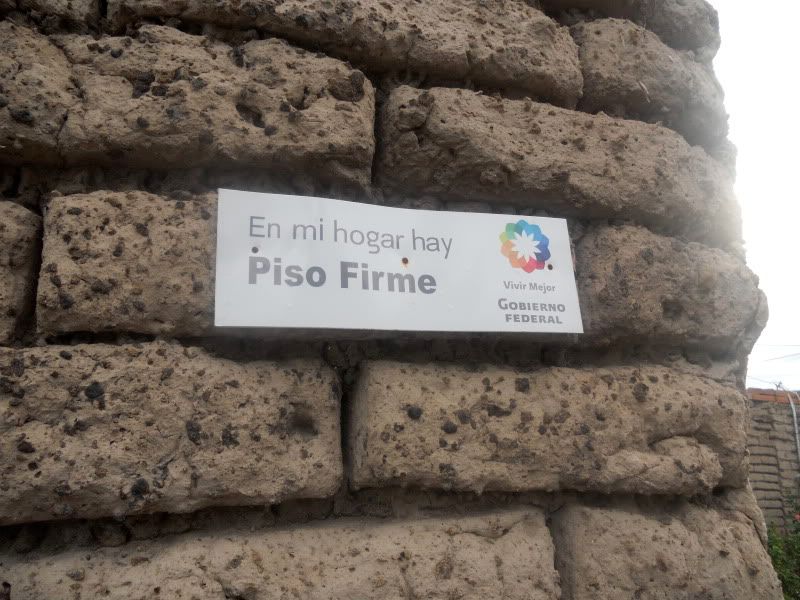 En mi hogar hay
Piso Firme
Vivir Mejor
GOBIERNO
FEDERAL